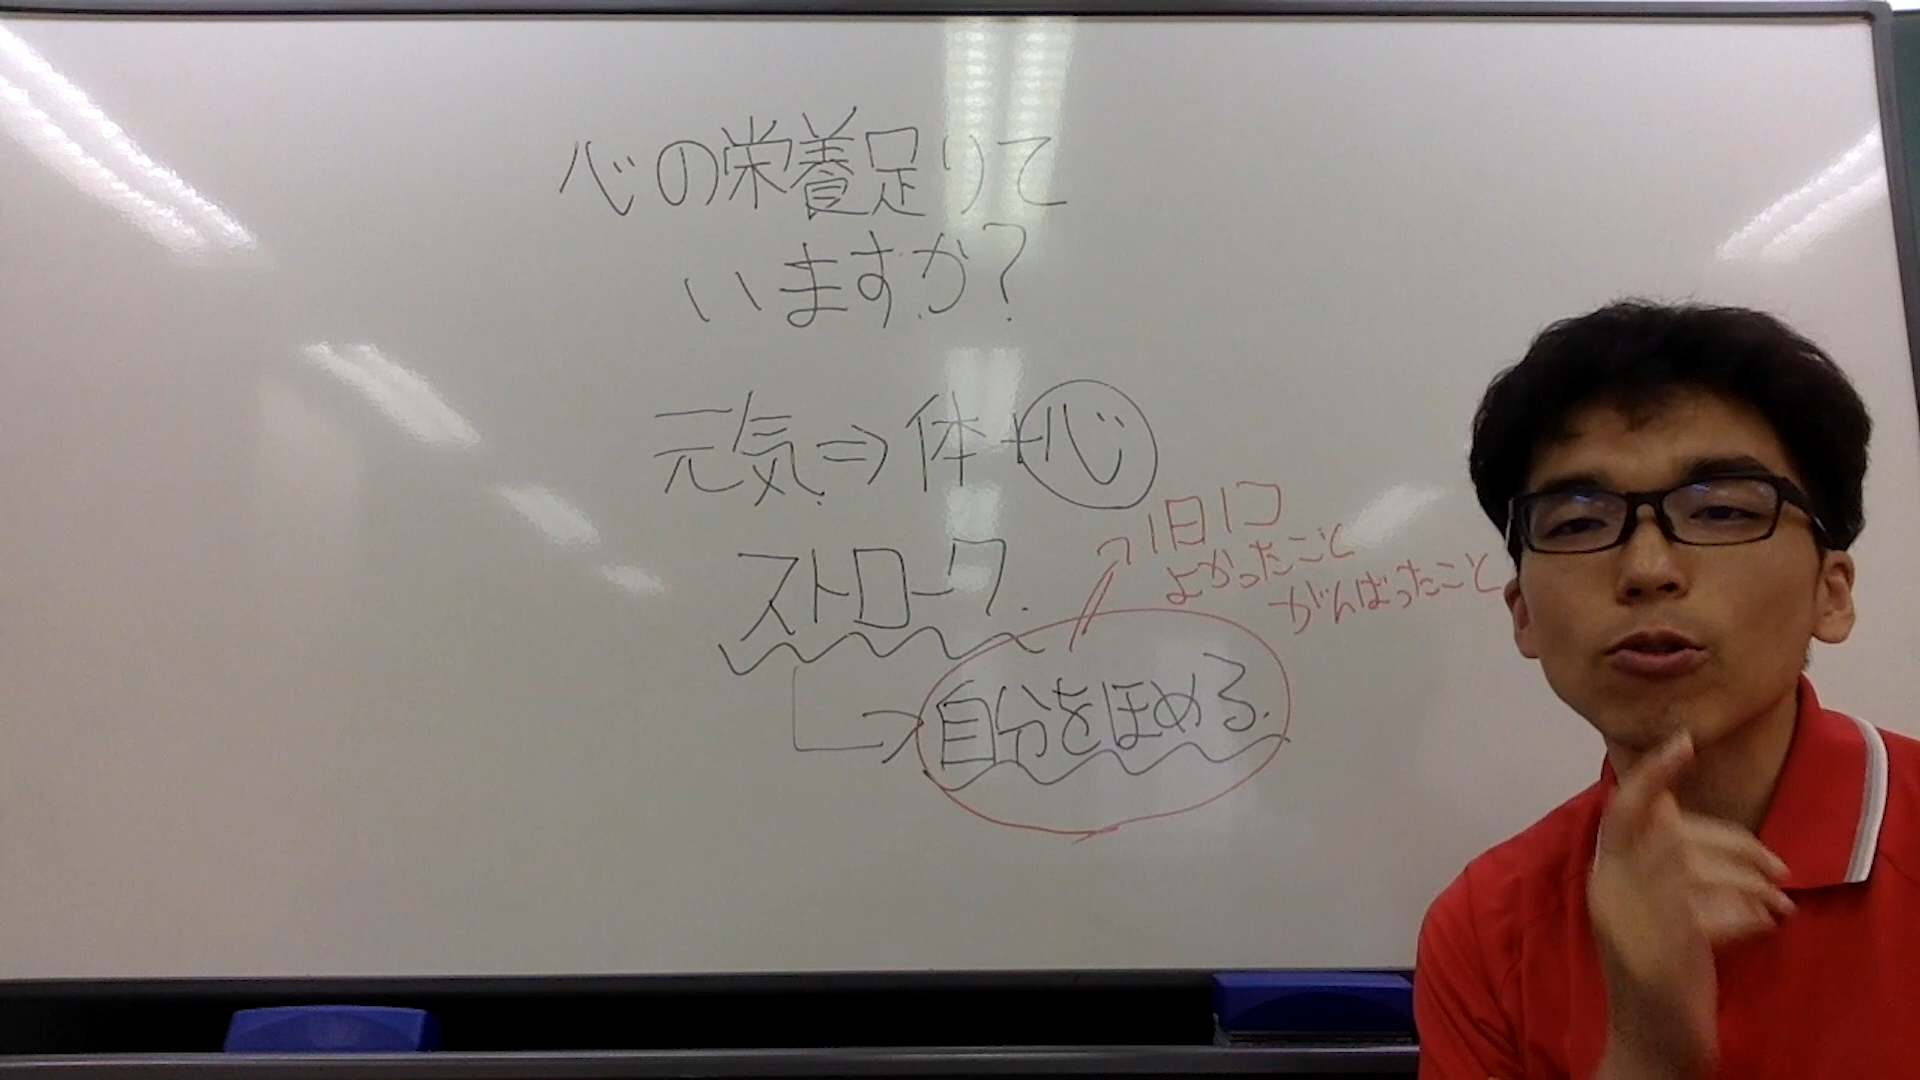 心の栄養足りて
いますか?
元気⇒体+心
ストローク.
1日1つ
よかったこと
がんばったこと
→自分をほめる.